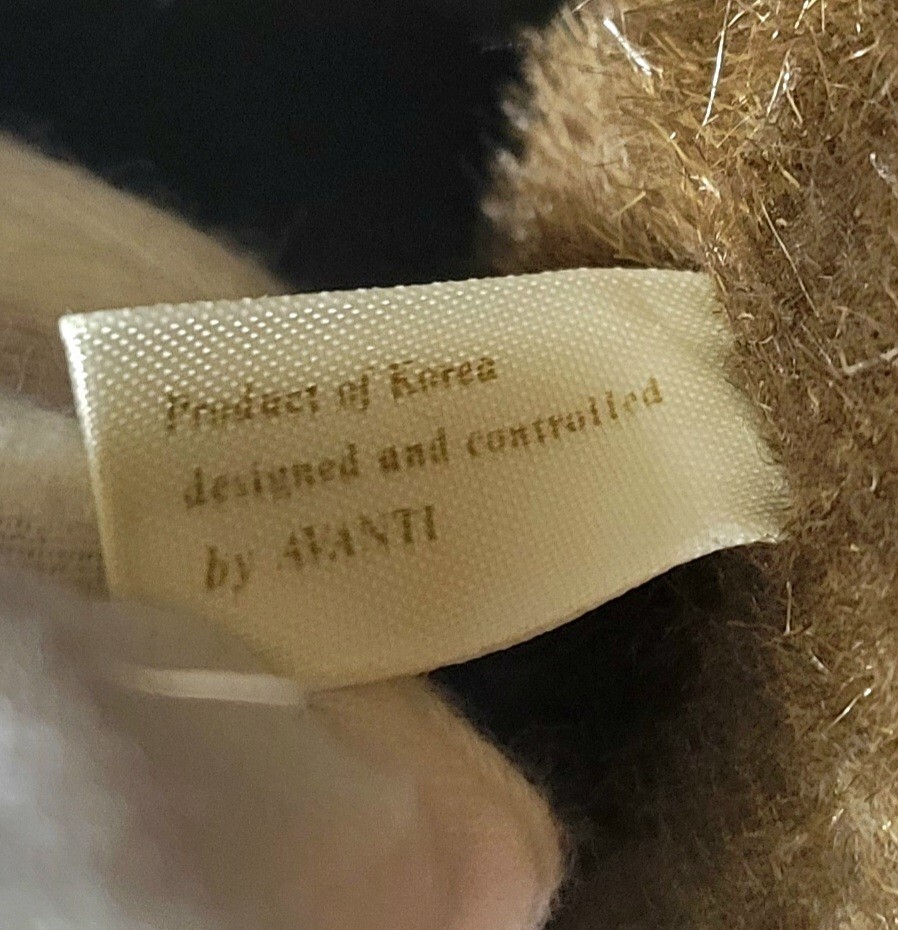 Product of Korea
designed and controlled
by AVANTI